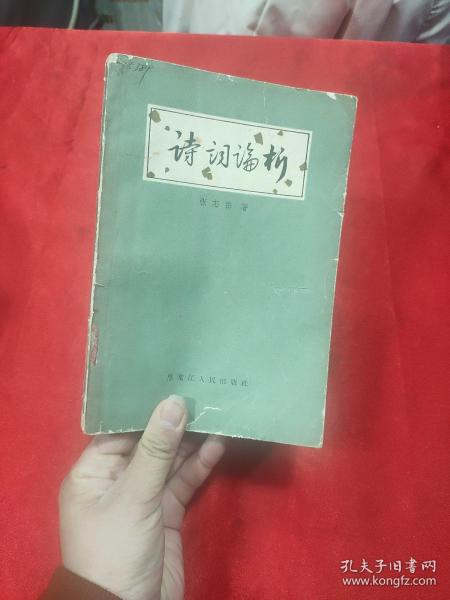 诗词论析
张志岳 著
黑龙江人民出版社
孔夫子旧书网
www.kongfz.com